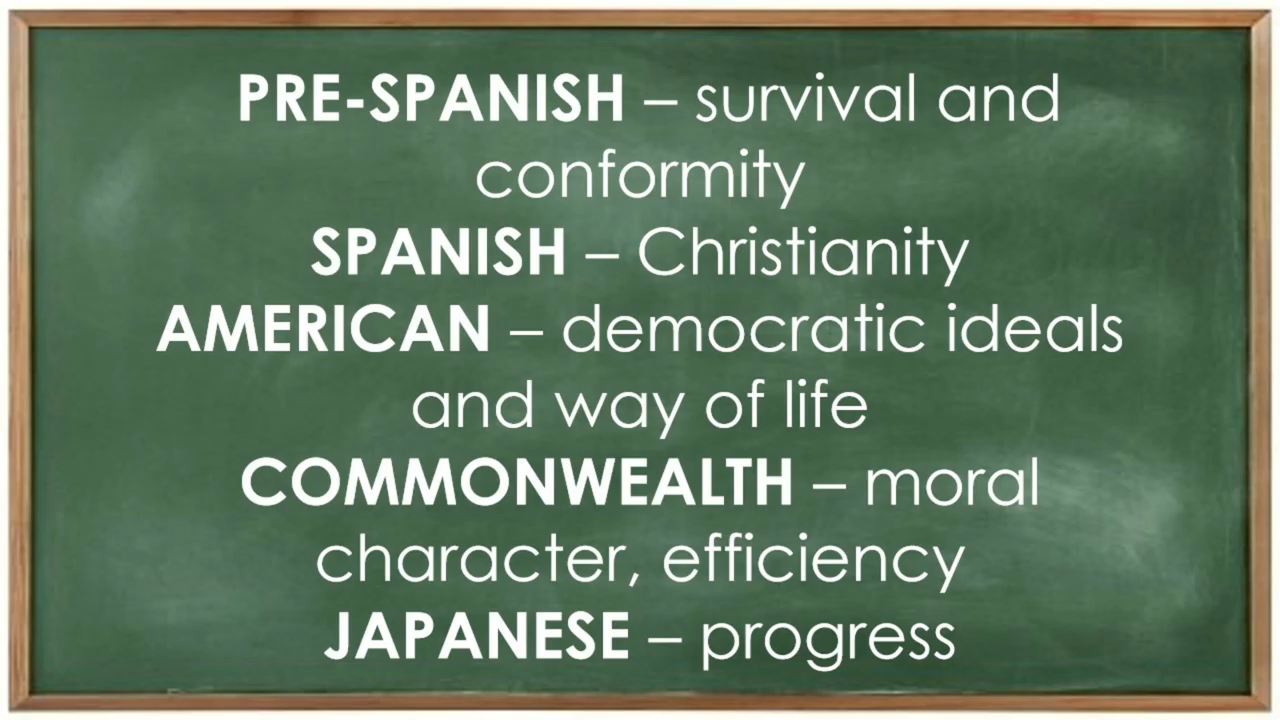 PRE-SPANISH – survival and
conformity
SPANISH – Christianity
AMERICAN – democratic ideals
and way of life
COMMONWEALTH – moral
character, efficiency
JAPANESE – progress